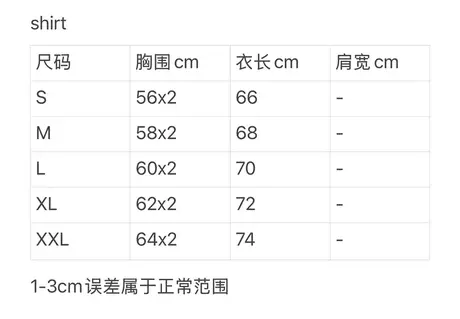 shirt
尺码 胸围cm 衣长cm 肩宽cm
S 56x2 66 -
M 58x2 68 -
L 60x2 70 -
XL 62x2 72 -
XXL 64x2 74 -
1-3cm误差属于正常范围